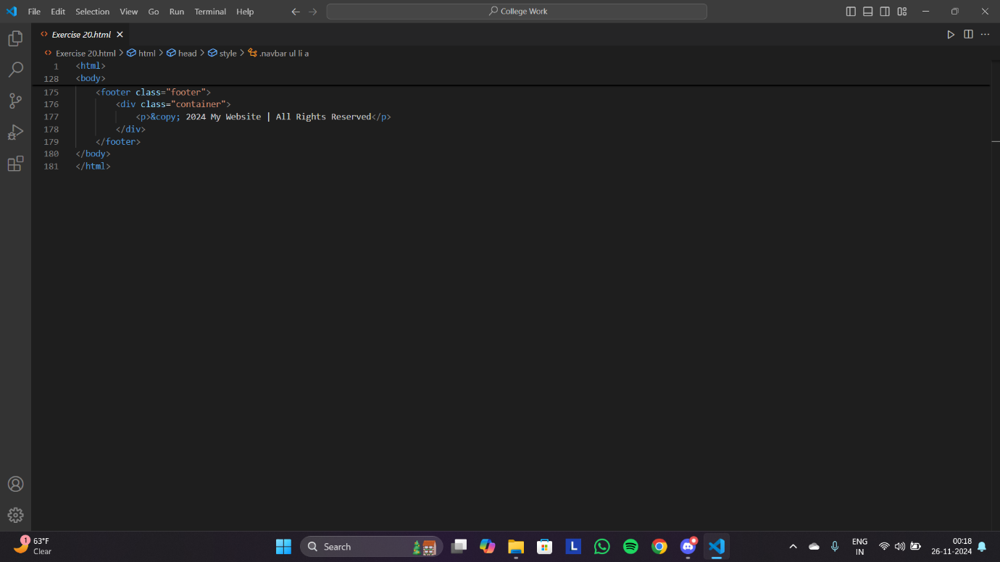 File Edit Selection View Go Run Terminal Help College Work
Exercise 20.html
Exercise 20.html > html > head > style > .navbar ul li a
1 <html>
128 <body>
175 <footer class="footer">
176 <div class="container">
177 <p>&copy; 2024 My Website | All Rights Reserved</p>
178 </div>
179 </footer>
180 </body>
181 </html>
1
63°F
Clear
Search
L
ENG
IN
00:18
26-11-2024